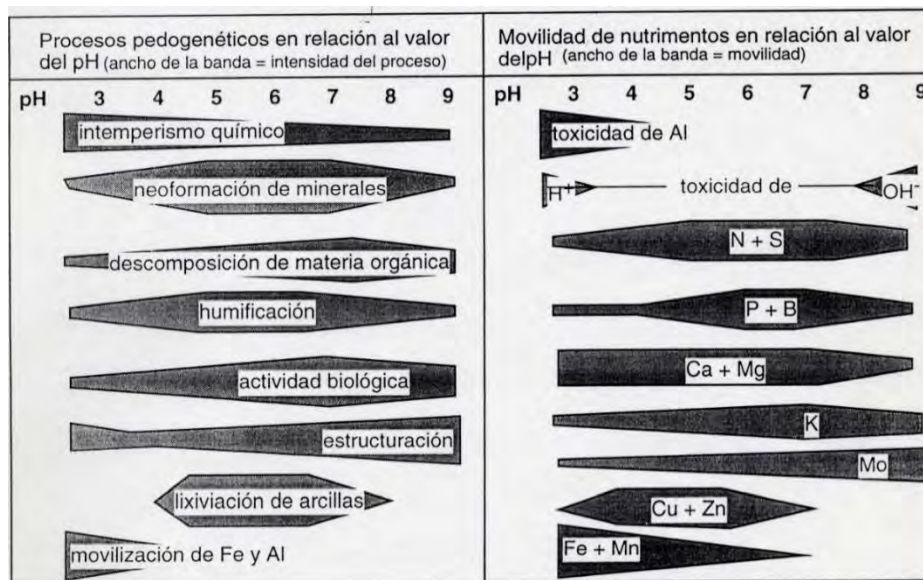 Procesos pedogenéticos en relación al valor
del pH (ancho de la banda = intensidad del proceso)
pH 3 4 5 6 7 8 9
intemperismo químico
neoformación de minerales
descomposición de materia orgánica
humificación
actividad biológica
estructuración
lixiviación de arcillas
movilización de Fe y Al
Movilidad de nutrimentos en relación al valor
delpH (ancho de la banda = movilidad)
pH 3 4 5 6 7 8 9
toxicidad de Al
H+ toxicidad de OH-
N + S
P + B
Ca + Mg
K
Mo
Cu + Zn
Fe + Mn